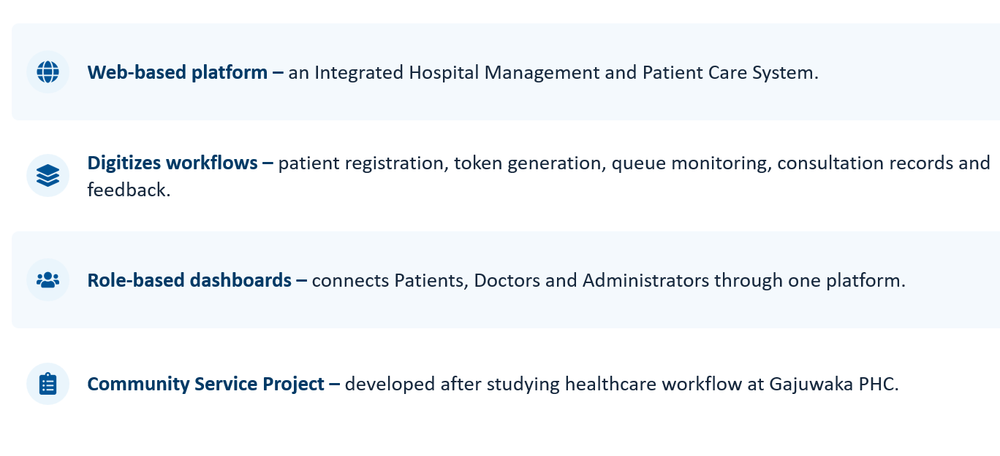 Web-based platform – an Integrated Hospital Management and Patient Care System.
Digitizes workflows – patient registration, token generation, queue monitoring, consultation records and
feedback.
Role-based dashboards – connects Patients, Doctors and Administrators through one platform.
Community Service Project – developed after studying healthcare workflow at Gajuwaka PHC.